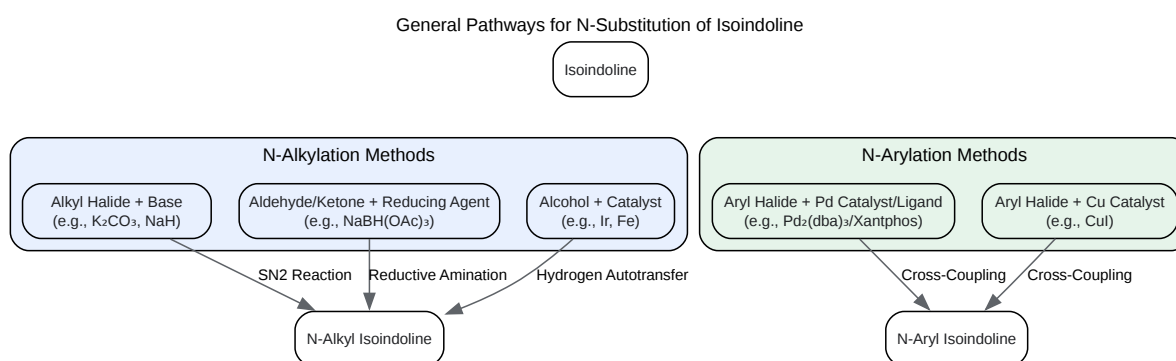 General Pathways for N-Substitution of Isoindoline
Isoindoline
N-Alkylation Methods
N-Arylation Methods
Alkyl Halide + Base
(e.g., K₂CO₃, NaH)
Aldehyde/Ketone + Reducing Agent
(e.g., NaBH(OAc)₃)
Alcohol + Catalyst
(e.g., Ir, Fe)
Aryl Halide + Pd Catalyst/Ligand
(e.g., Pd₂(dba)₃/Xantphos)
Aryl Halide + Cu Catalyst
(e.g., CuI)
SN2 Reaction
Reductive Amination
Hydrogen Autotransfer
Cross-Coupling
Cross-Coupling
N-Alkyl Isoindoline
N-Aryl Isoindoline